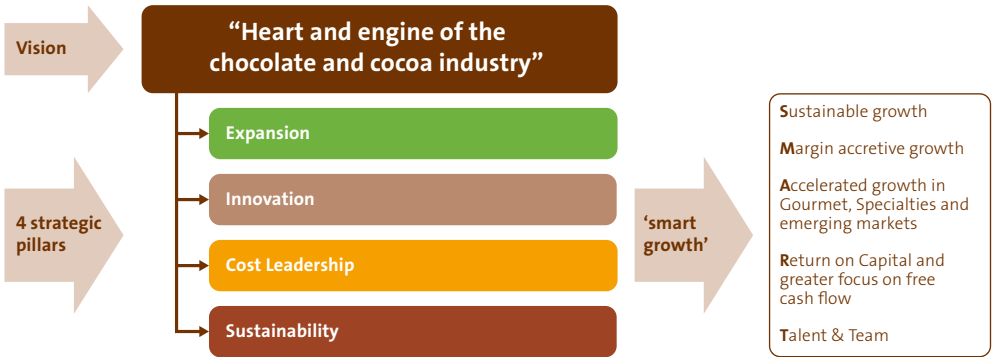 Vision
“Heart and engine of the
chocolate and cocoa industry”
4 strategic
pillars
Expansion
Innovation
Cost Leadership
Sustainability
‘smart
growth’
Sustainable growth
Margin accretive growth
Accelerated growth in
Gourmet, Specialties and
emerging markets
Return on Capital and
greater focus on free
cash flow
Talent & Team